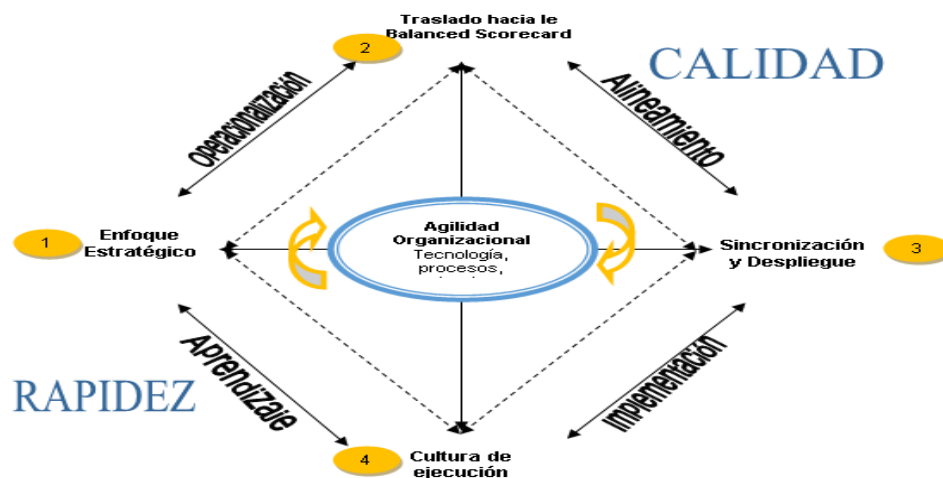 Traslado hacia le
Balanced Scorecard
2
CALIDAD
Operacionalización
Alineamiento
1
Enfoque
Estratégico
Agilidad
Organizacional
Tecnología,
procesos,
Sincronización
y Despliegue
3
Aprendizaje
RAPIDEZ
Implementación
4
Cultura de
ejecución